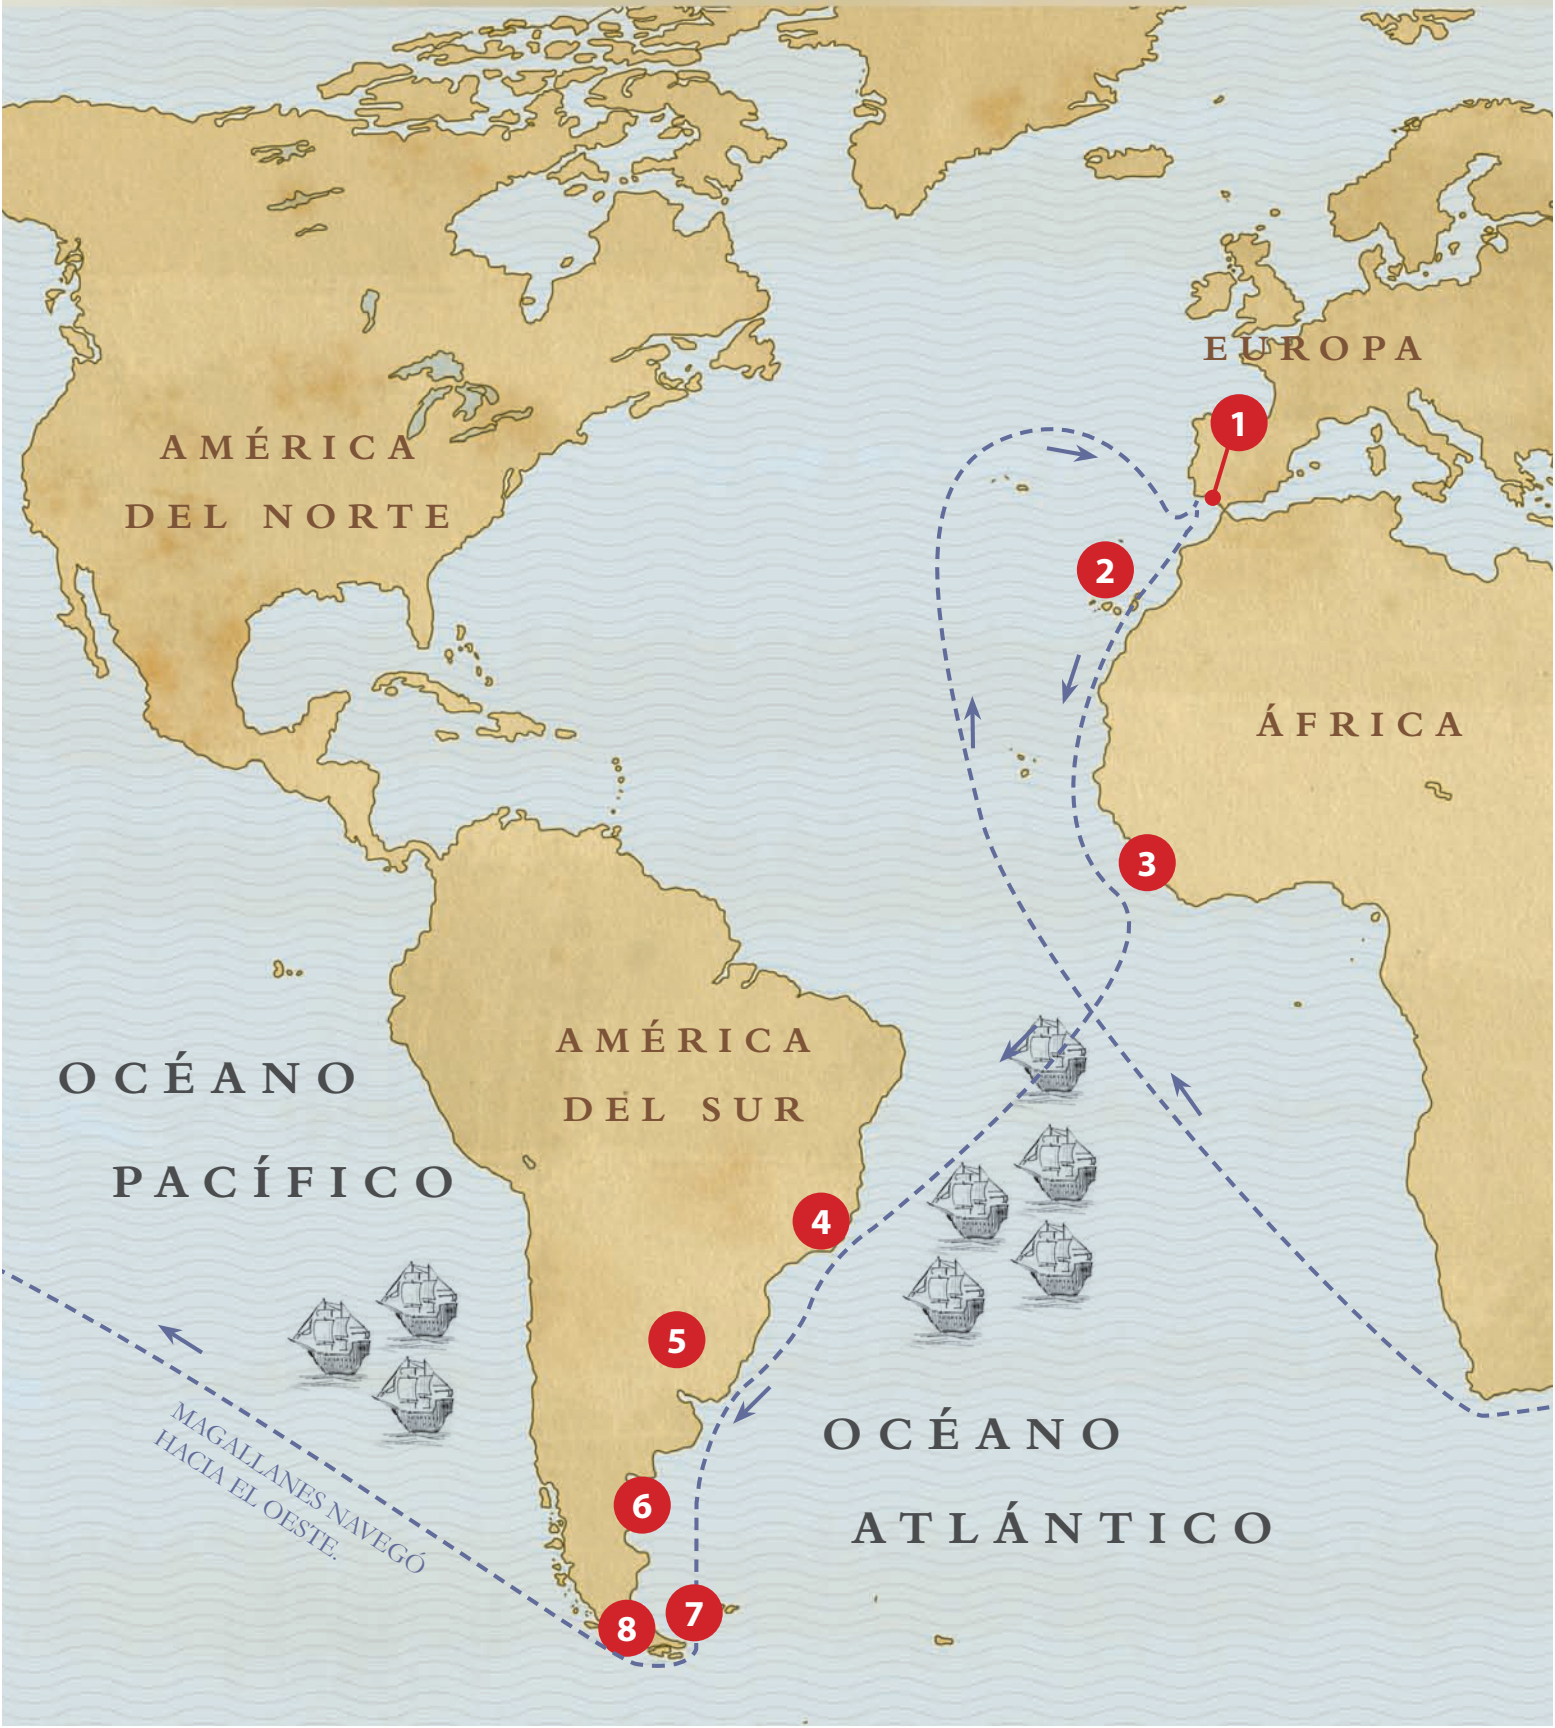 EUROPA
1
AMÉRICA
DEL NORTE
2
ÁFRICA
3
AMÉRICA
DEL SUR
OCÉANO
PACÍFICO
4
5
MAGALLANES NAVEGÓ
HACIA EL OESTE.
OCÉANO
ATLÁNTICO
6
7
8